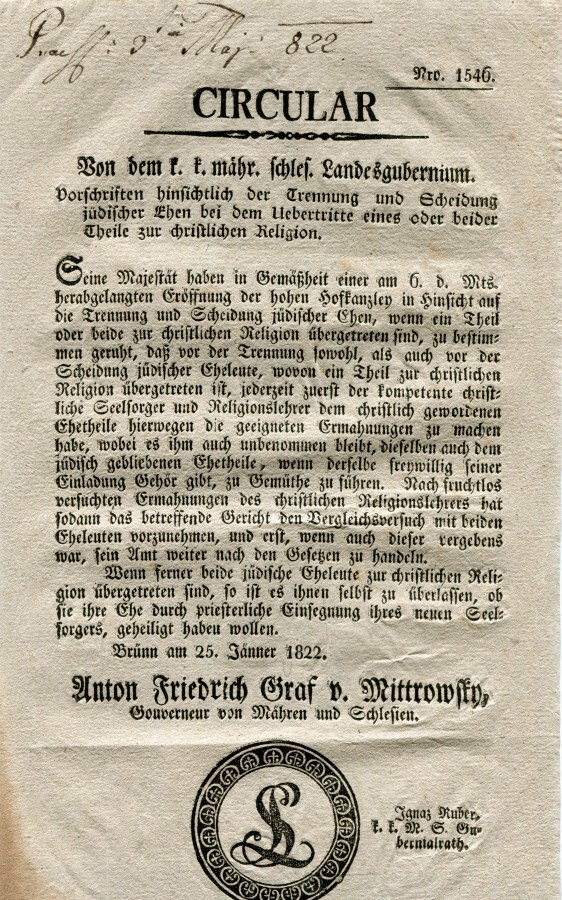 Praes: 3ten Maj 822
Nro. 1546.
CIRCULAR
Von dem k. k. mähr. schles. Landesgubernium.
Vorschriften hinsichtlich der Trennung und Scheidung
jüdischer Ehen bei dem Uebertritte eines oder beider
Theile zur christlichen Religion.
Seine Majestät haben in Gemäßheit einer am 6. d. Mts.
herabgelangten Eröffnung der hohen Hofkanzley in Hinsicht auf
die Trennung und Scheidung jüdischer Ehen, wenn ein Theil
oder beide zur christlichen Religion übergetreten sind, zu bestim-
men geruht, daß vor der Trennung sowohl, als auch vor der
Scheidung jüdischer Eheleute, wovon ein Theil zur christlichen
Religion übergetreten ist, jederzeit zuerst der kompetente christ-
liche Seelsorger und Religionslehrer dem christlich gewordenen
Ehetheile hierwegen die geeigneten Ermahnungen zu machen
habe, wobei es ihm auch unbenommen bleibt, dieselben auch dem
jüdisch gebliebenen Ehetheile, wenn derselbe freywillig seiner
Einladung Gehör gibt, zu Gemüthe zu führen. Nach fruchtlos
versuchten Ermahnungen des christlichen Religionslehrers hat
sodann das betreffende Gericht den Vergleichsversuch mit beiden
Eheleuten vorzunehmen, und erst, wenn auch dieser vergebens
war, sein Amt weiter nach den Gesetzen zu handeln.
Wenn ferner beide jüdische Eheleute zur christlichen Reli-
gion übergetreten sind, so ist es ihnen selbst zu überlassen, ob
sie ihre Ehe durch priesterliche Einsegnung ihres neuen Seel-
sorgers, geheiligt haben wollen.
Brünn am 25. Jänner 1822.
Anton Friedrich Graf v. Mittrowsky,
Gouverneur von Mähren und Schlesien.
Ignaz Ruber,
k. k. M. S. Gu-
bernialrath.